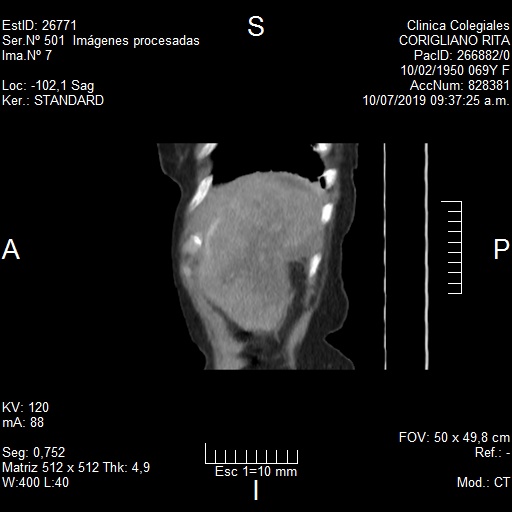 EstID: 26771
Ser.Nº 501 Imágenes procesadas
Ima.Nº 7
Loc: -102,1 Sag
Ker.: STANDARD
S
Clinica Colegiales
CORIGLIANO RITA
PacID: 266882/0
10/02/1950 069Y F
AccNum: 828381
10/07/2019 09:37:25 a.m.
A
P
KV: 120
mA: 88
Seg: 0,752
Matriz 512 x 512 Thk: 4,9
W:400 L:40
Esc 1=10 mm
I
FOV: 50 x 49,8 cm
Ref.: -
Mod.: CT